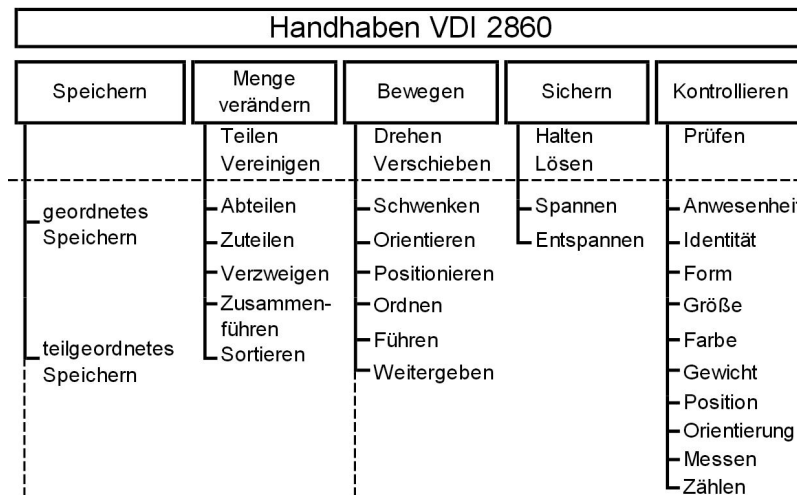 Handhaben VDI 2860
Speichern
geordnetes
Speichern
teilgeordnetes
Speichern
Menge
verändern
Teilen
Vereinigen
Abteilen
Zuteilen
Verzweigen
Zusammen-
führen
Sortieren
Bewegen
Drehen
Verschieben
Schwenken
Orientieren
Positionieren
Ordnen
Führen
Weitergeben
Sichern
Halten
Lösen
Spannen
Entspannen
Kontrollieren
Prüfen
Anwesenheit
Identität
Form
Größe
Farbe
Gewicht
Position
Orientierung
Messen
Zählen